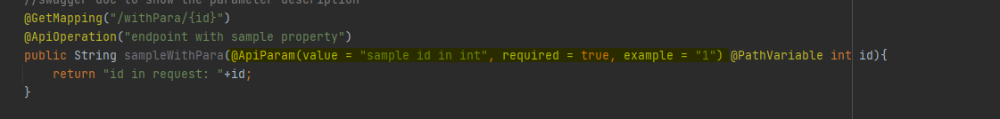 //swagger doc to show the parameter description
@GetMapping("/withPara/{id}")
@ApiOperation("endpoint with sample property")
public String sampleWithPara(@ApiParam(value = "sample id in int", required = true, example = "1") @PathVariable int id){
return "id in request: "+id;
}